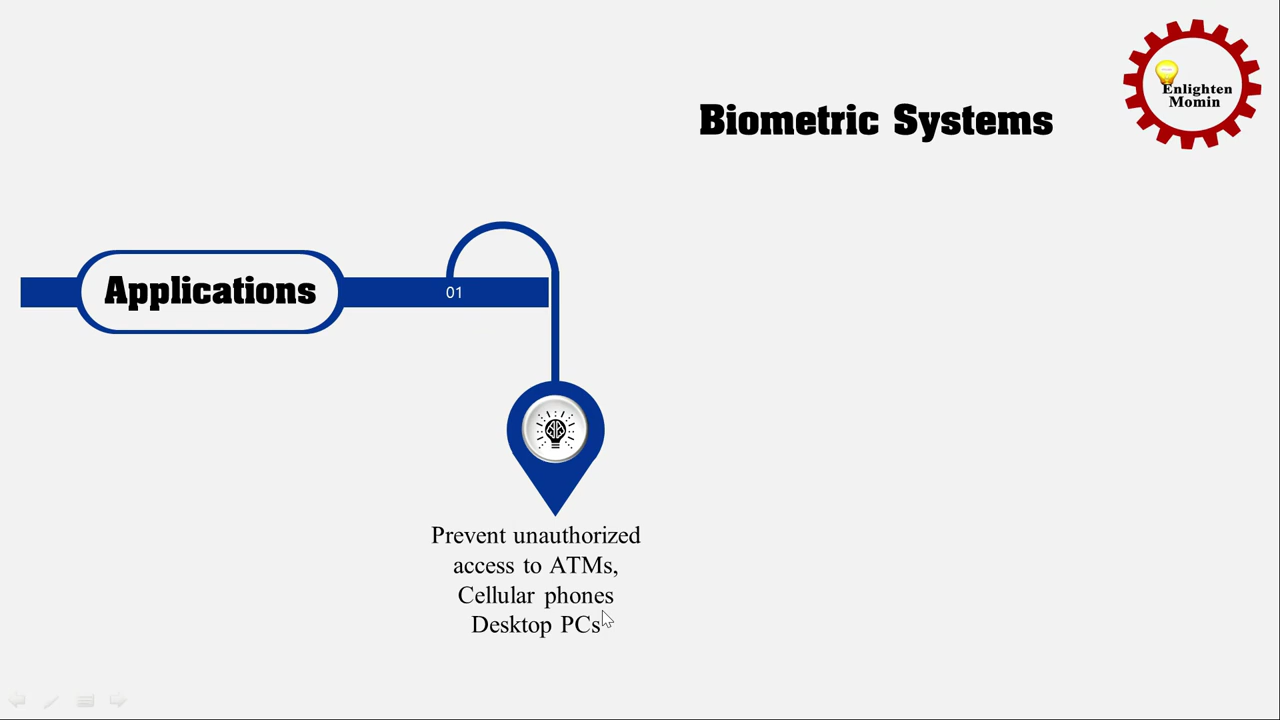 Enlighten
Momin
Biometric Systems
Applications
01
Prevent unauthorized
access to ATMs,
Cellular phones
Desktop PCs